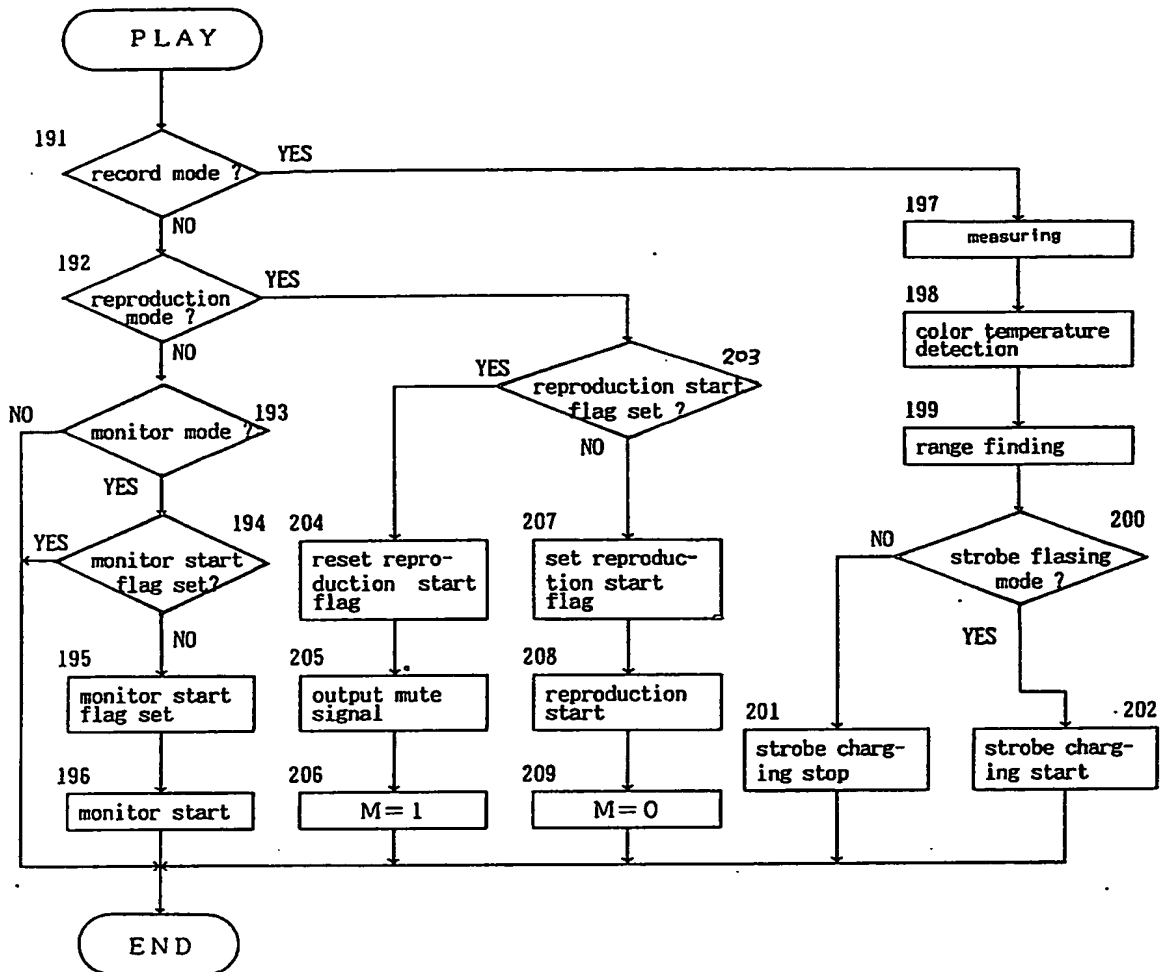 PLAY
191
record mode ?
YES
NO
192
reproduction
mode ?
YES
NO
193
monitor mode ?
NO
YES
194
monitor start
flag set?
YES
NO
195
monitor start
flag set
196
monitor start
203
reproduction start
flag set ?
YES
NO
204
reset repro-
duction start
flag
205
output mute
signal
206
M=1
207
set reproduc-
tion start
flag
208
reproduction
start
209
M=0
197
measuring
198
color temperature
detection
199
range finding
200
strobe flasing
mode ?
NO
YES
201
strobe charg-
ing stop
202
strobe charg-
ing start
END